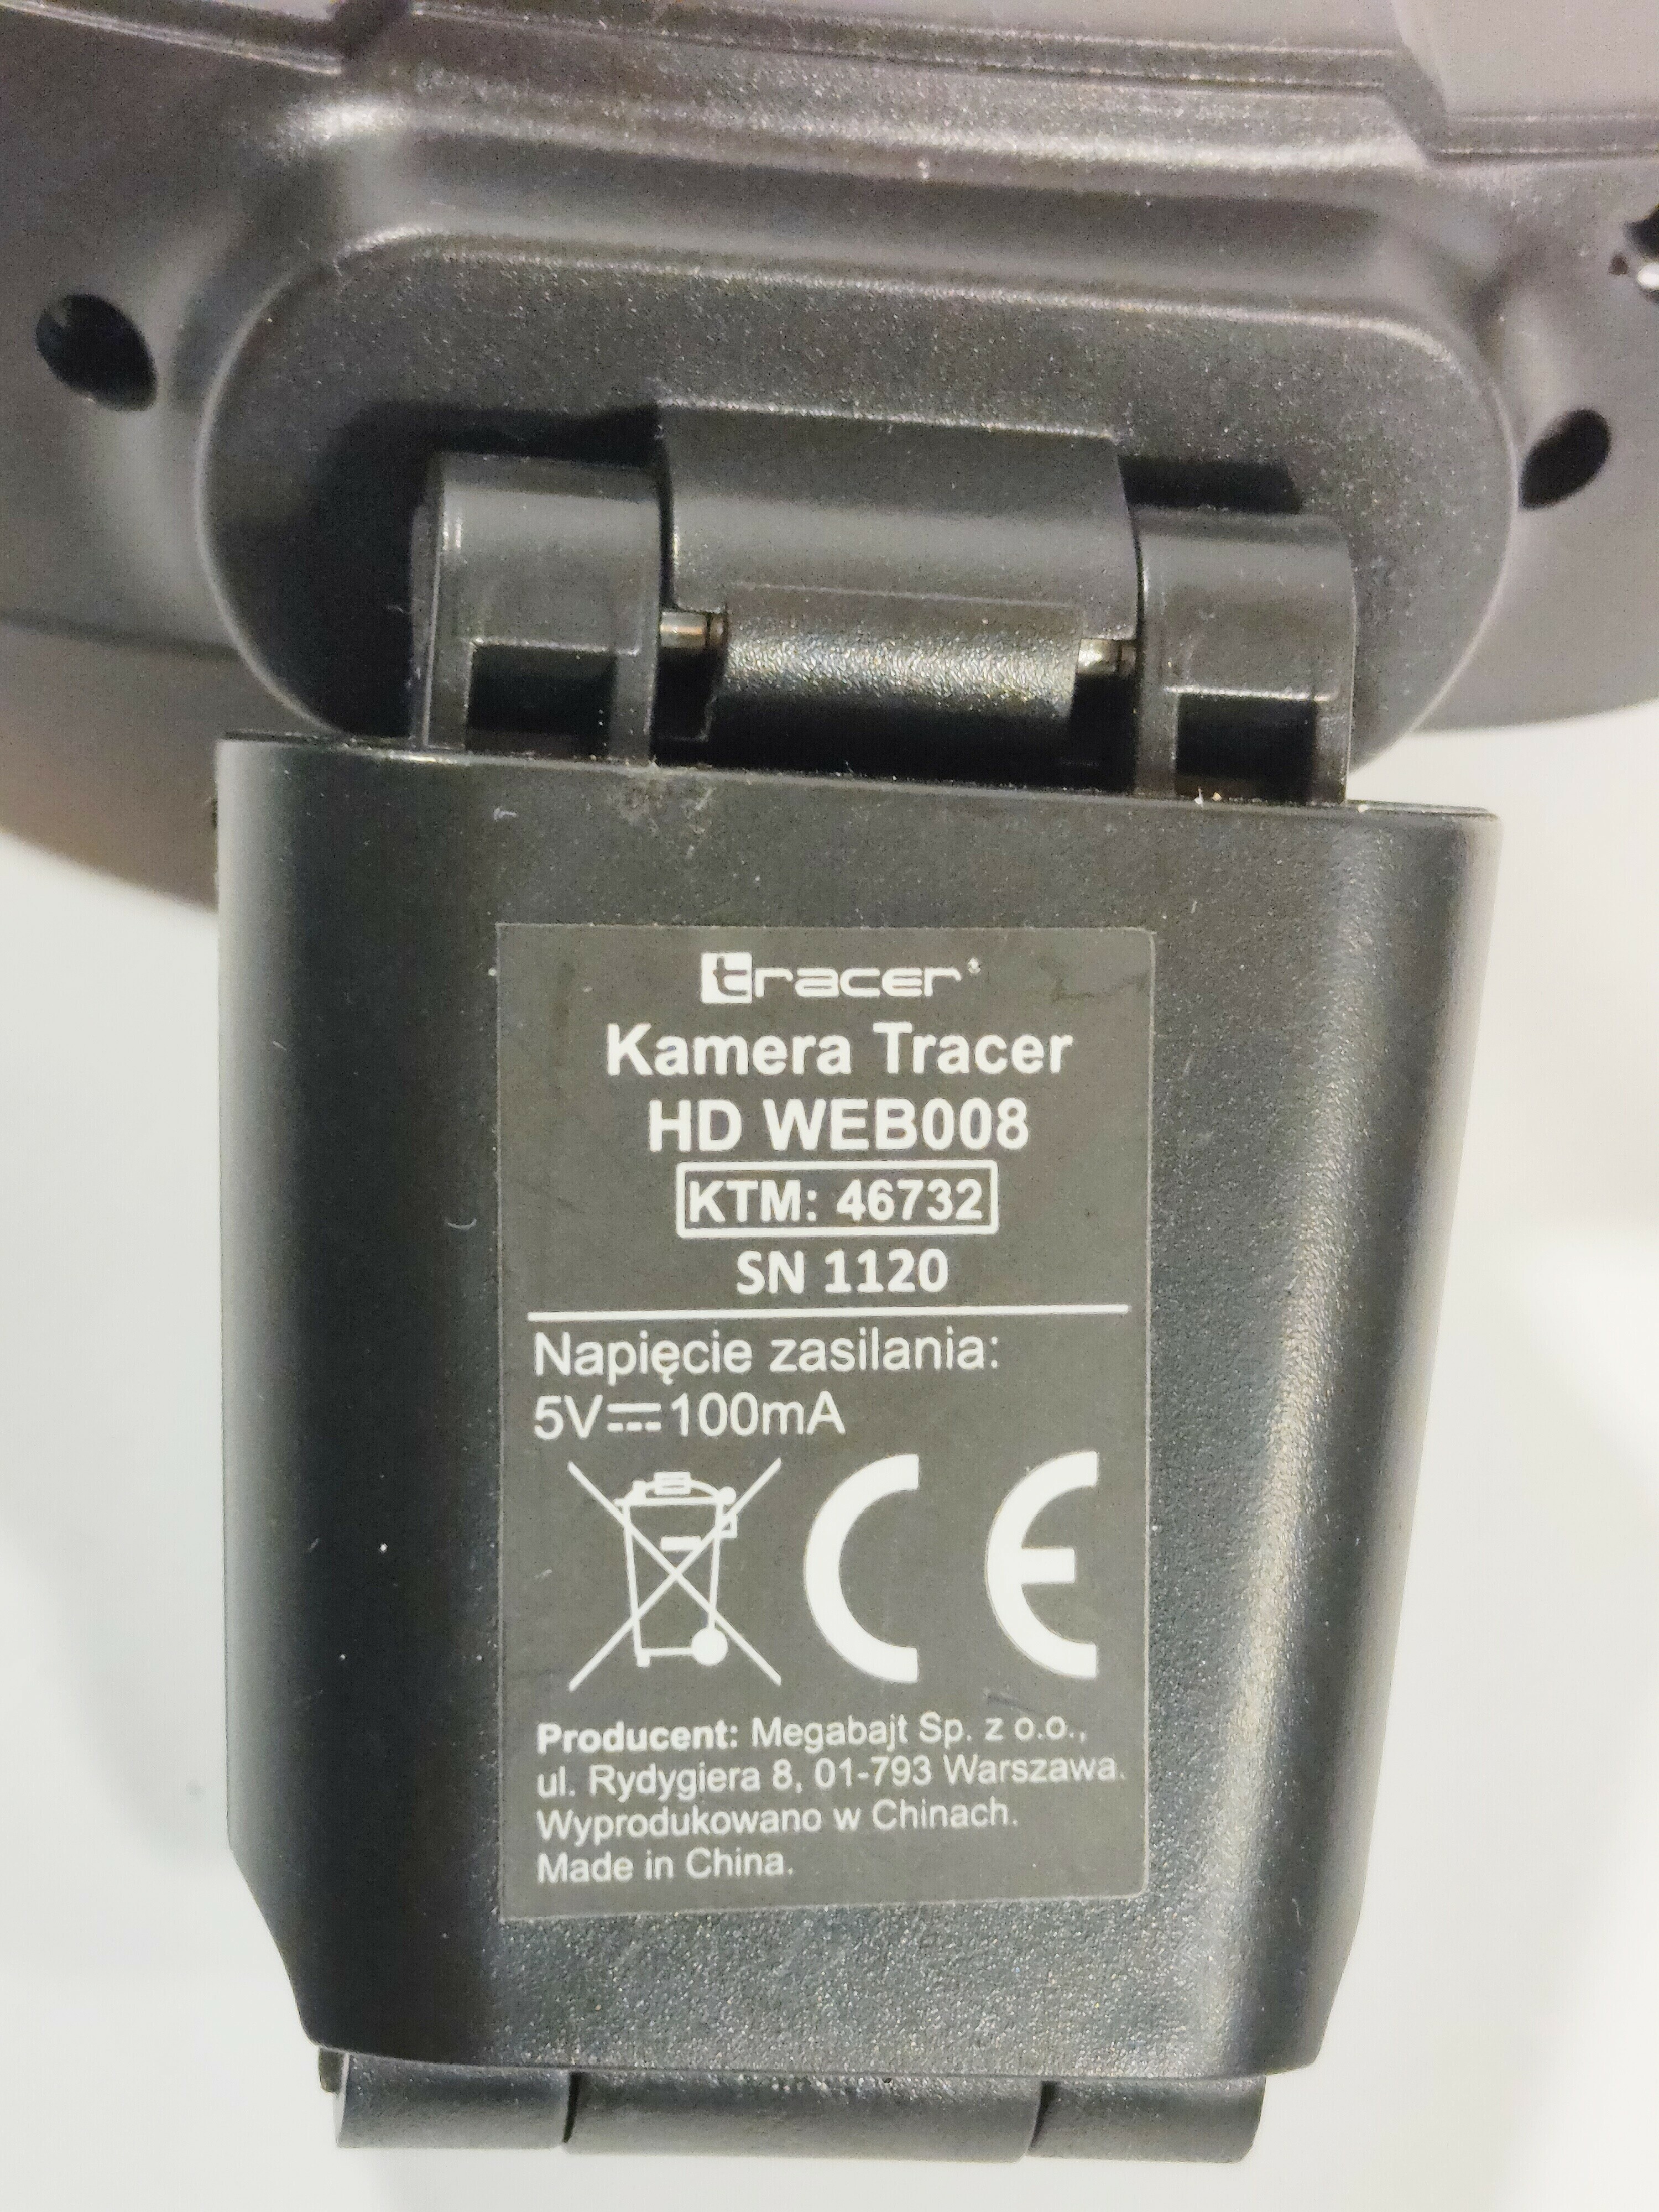 tracer®
Kamera Tracer
HD WEB008
KTM: 46732
SN 1120
Napięcie zasilania:
5V⎓100mA
CE
Producent: Megabajt Sp. z o.o.,
ul. Rydygiera 8, 01-793 Warszawa.
Wyprodukowano w Chinach.
Made in China.